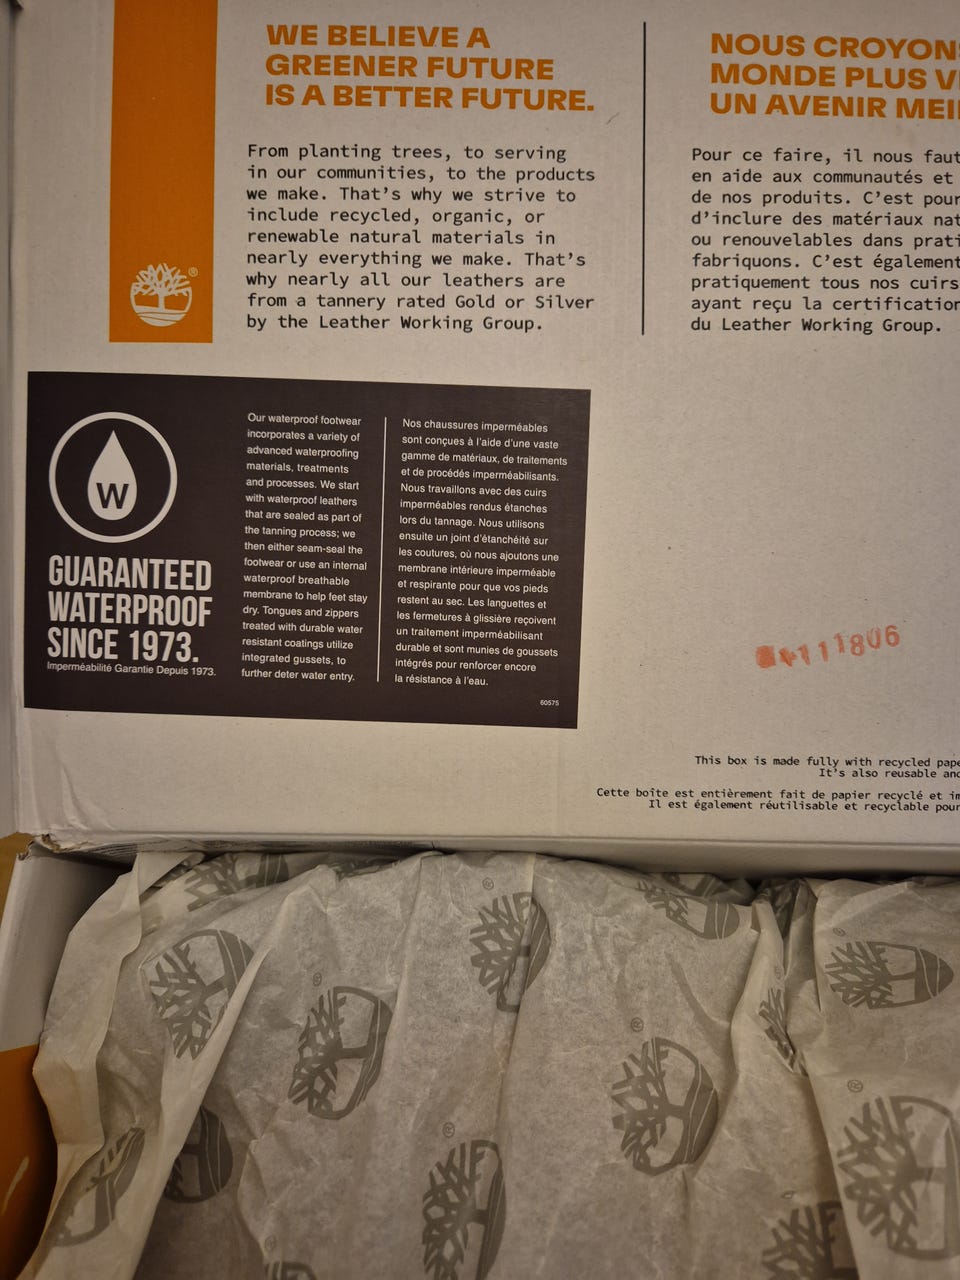 WE BELIEVE A
GREENER FUTURE
IS A BETTER FUTURE.
From planting trees, to serving
in our communities, to the products
we make. That's why we strive to
include recycled, organic, or
renewable natural materials in
nearly everything we make. That's
why nearly all our leathers are
from a tannery rated Gold or Silver
by the Leather Working Group.
NOUS CROYONS
MONDE PLUS V
UN AVENIR MEI
Pour ce faire, il nous faut
en aide aux communautés et
de nos produits. C'est pour
d'inclure des matériaux nat
ou renouvelables dans prati
fabriquons. C'est également
pratiquement tous nos cuirs
ayant reçu la certification
du Leather Working Group.
®
W
GUARANTEED
WATERPROOF
SINCE 1973.
Imperméabilité Garantie Depuis 1973.
Our waterproof footwear
incorporates a variety of
advanced waterproofing
materials, treatments
and processes. We start
with waterproof leathers
that are sealed as part of
the tanning process; we
then either seam-seal the
footwear or use an internal
waterproof breathable
membrane to help feet stay
dry. Tongues and zippers
treated with durable water
resistant coatings utilize
integrated gussets, to
further deter water entry.
Nos chaussures imperméables
sont conçues à l'aide d'une vaste
gamme de matériaux, de traitements
et de procédés imperméabilisants.
Nous travaillons avec des cuirs
imperméables rendus étanches
lors du tannage. Nous utilisons
ensuite un joint d'étanchéité sur
les coutures, où nous ajoutons une
membrane intérieure imperméable
et respirante pour que vos pieds
restent au sec. Les languettes et
les fermetures à glissière reçoivent
un traitement imperméabilisant
durable et sont munies de goussets
intégrés pour renforcer encore
la résistance à l'eau.
60575
111806
This box is made fully with recycled pape
It's also reusable and
Cette boîte est entièrement fait de papier recyclé et im
Il est également réutilisable et recyclable pour